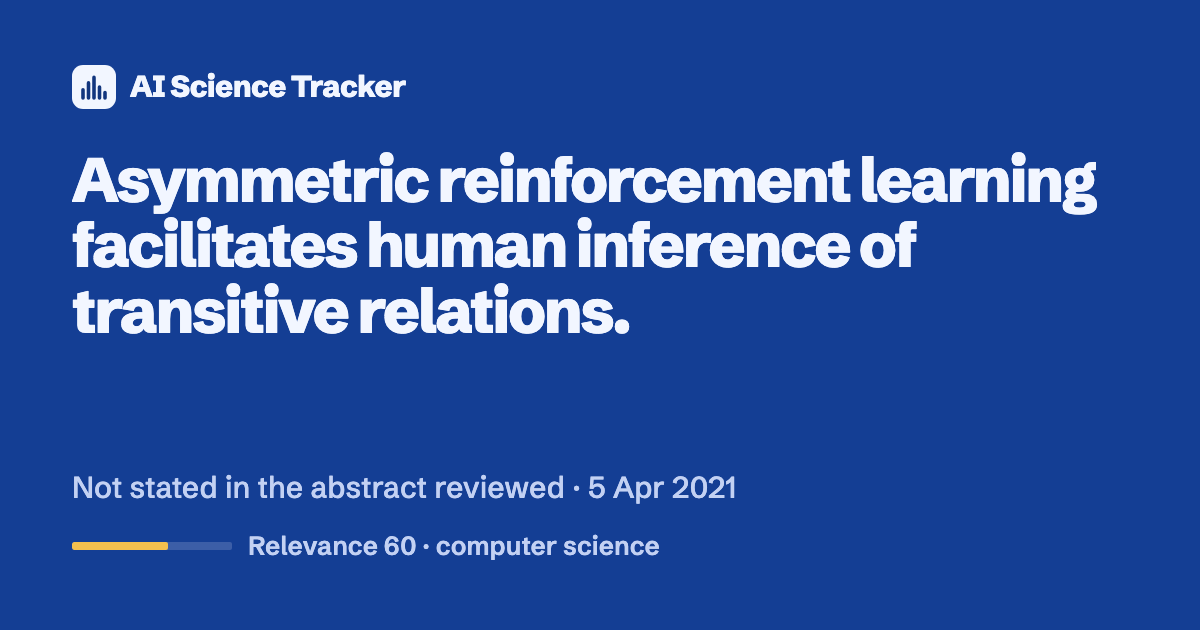 AI Science Tracker
Asymmetric reinforcement learning
facilitates human inference of
transitive relations.
Not stated in the abstract reviewed · 5 Apr 2021
Relevance 60 · computer science